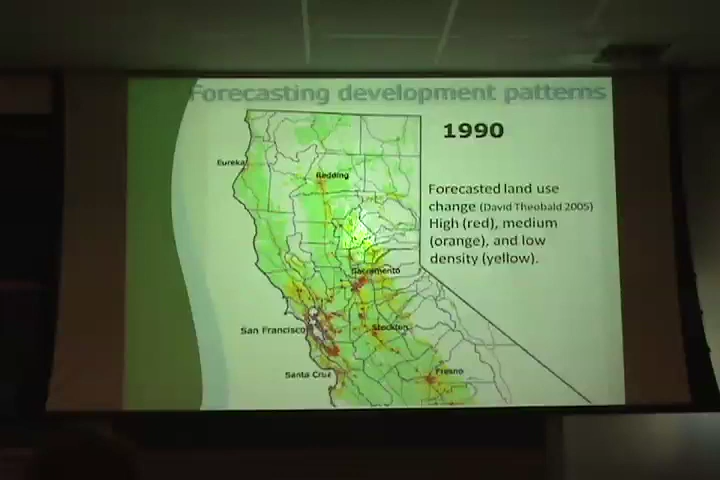 Forecasting development patterns
1990
Eureka
Redding
Forecasted land use
change (David Theobald 2005)
High (red), medium
(orange), and low
density (yellow).
Sacramento
San Francisco
Stockton
Santa Cruz
Fresno